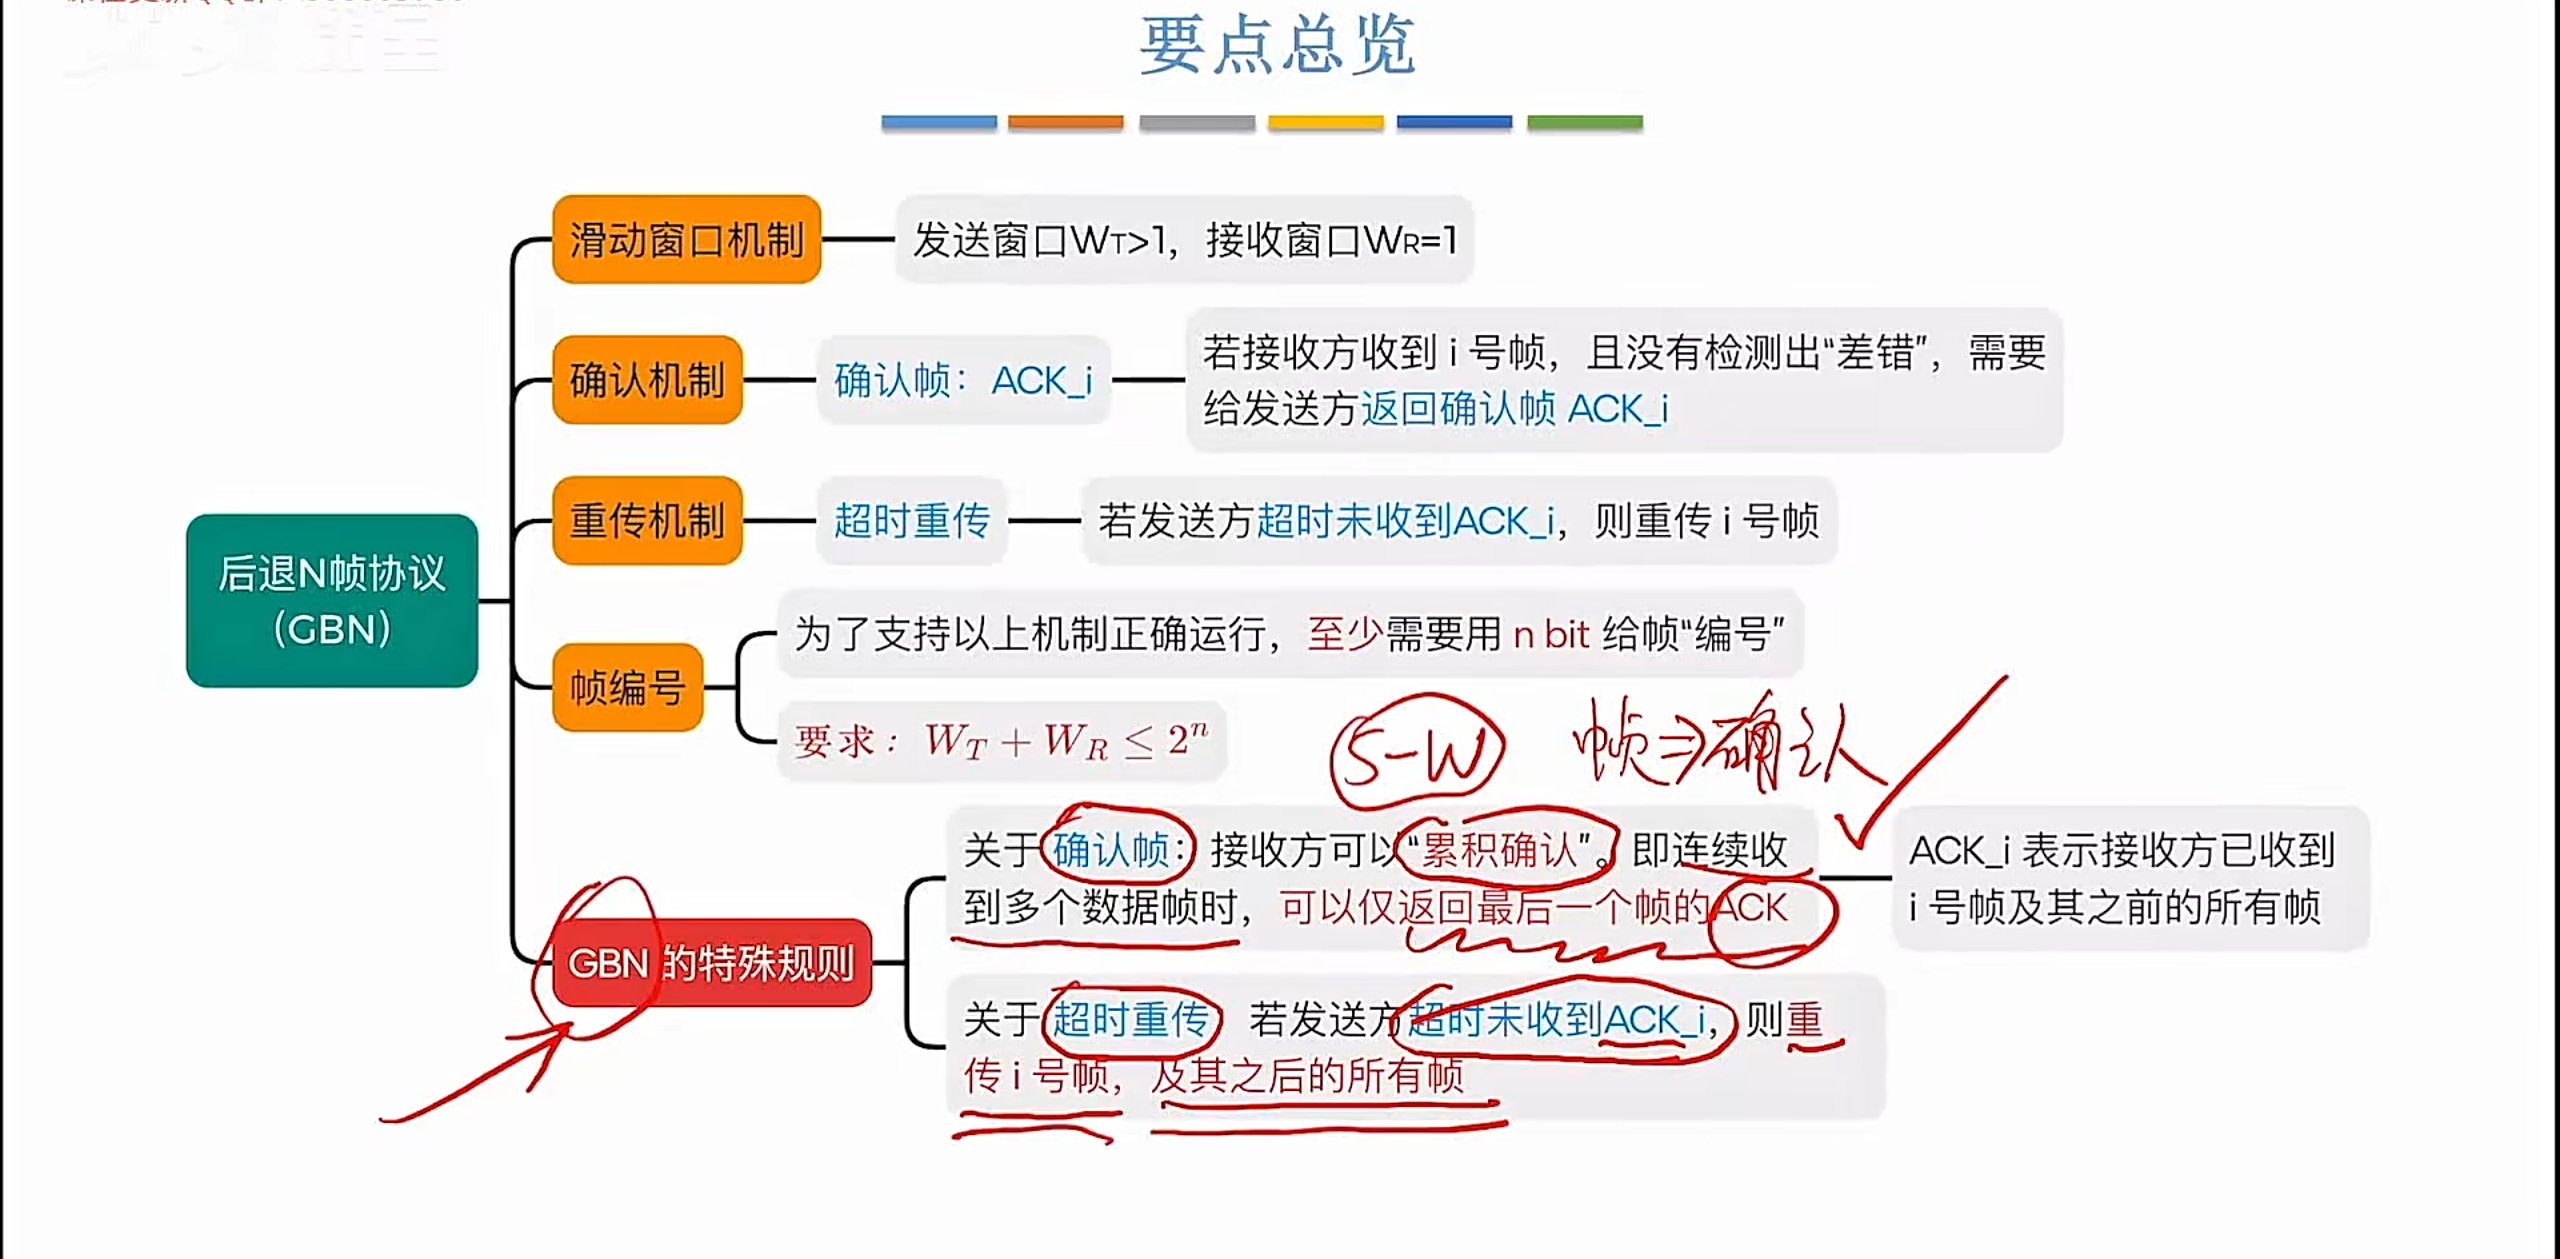 要点总览
滑动窗口机制
发送窗口WT>1，接收窗口WR=1
确认机制
确认帧：ACK_i
若接收方收到 i 号帧，且没有检测出“差错”，需要
给发送方返回确认帧 ACK_i
重传机制
超时重传
若发送方超时未收到ACK_i，则重传 i 号帧
后退N帧协议
（GBN）
帧编号
为了支持以上机制正确运行，至少需要用 n bit 给帧“编号”
要求：W_T + W_R ≤ 2^n
S-W
帧⇒确认
GBN 的特殊规则
关于确认帧：接收方可以“累积确认”。即连续收
到多个数据帧时，可以仅返回最后一个帧的ACK
ACK_i 表示接收方已收到
i 号帧及其之前的所有帧
关于超时重传 若发送方超时未收到ACK_i，则重
传 i 号帧，及其之后的所有帧